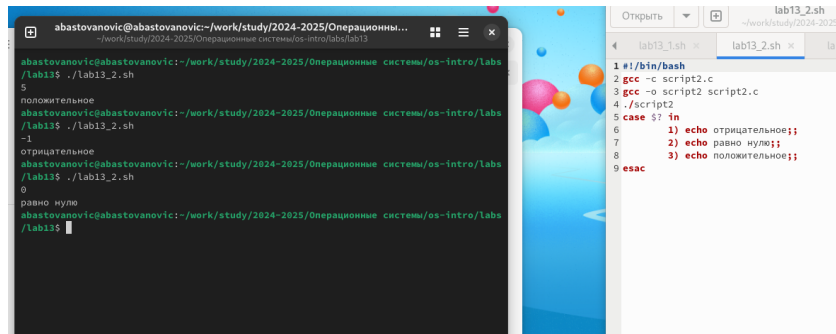 abastovanovic@abastovanovic:~/work/study/2024-2025/Операционны...
~/work/study/2024-2025/Операционные системы/os-intro/labs/lab13
abastovanovic@abastovanovic:~/work/study/2024-2025/Операционные системы/os-intro/labs
/lab13$ ./lab13_2.sh
5
положительное
abastovanovic@abastovanovic:~/work/study/2024-2025/Операционные системы/os-intro/labs
/lab13$ ./lab13_2.sh
-1
отрицательное
abastovanovic@abastovanovic:~/work/study/2024-2025/Операционные системы/os-intro/labs
/lab13$ ./lab13_2.sh
0
равно нулю
abastovanovic@abastovanovic:~/work/study/2024-2025/Операционные системы/os-intro/labs
/lab13$
Открыть
lab13_2.sh
~/work/study/2024-2025
lab13_1.sh × lab13_2.sh × la
1 #!/bin/bash
2 gcc -c script2.c
3 gcc -o script2 script2.c
4 ./script2
5 case $? in
6 1) echo отрицательное;;
7 2) echo равно нулю;;
8 3) echo положительное;;
9 esac